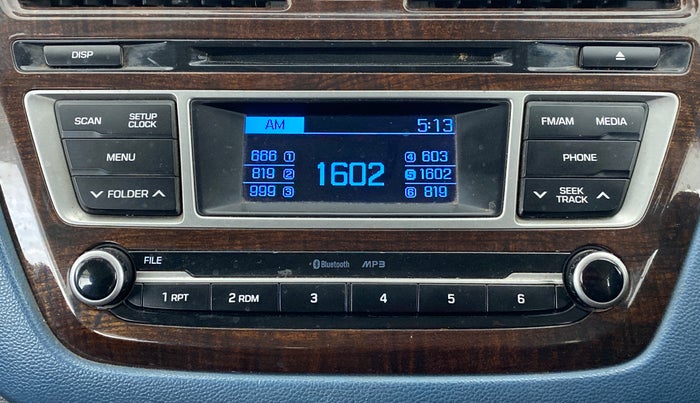 DISP
SCAN SETUP CLOCK
MENU
FOLDER
AM 5:13
666 1 4 603
819 2 1602 5 1602
999 3 6 819
FM/AM MEDIA
PHONE
SEEK TRACK
FILE Bluetooth MP3
1 RPT 2 RDM 3 4 5 6